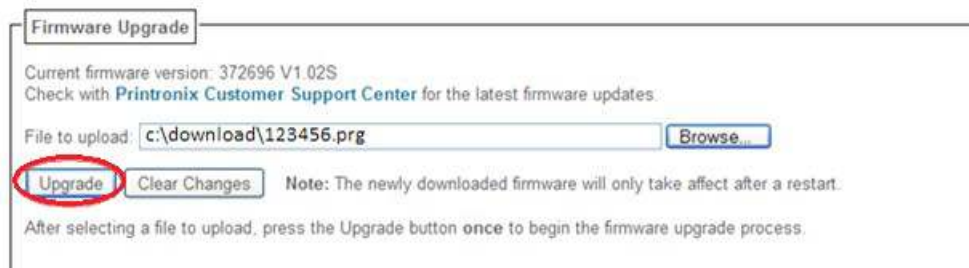 Firmware Upgrade
Current firmware version: 372696 V1.02S
Check with Printronix Customer Support Center for the latest firmware updates.
File to upload: c:\download\123456.prg Browse...
Upgrade Clear Changes Note: The newly downloaded firmware will only take affect after a restart.
After selecting a file to upload, press the Upgrade button once to begin the firmware upgrade process.